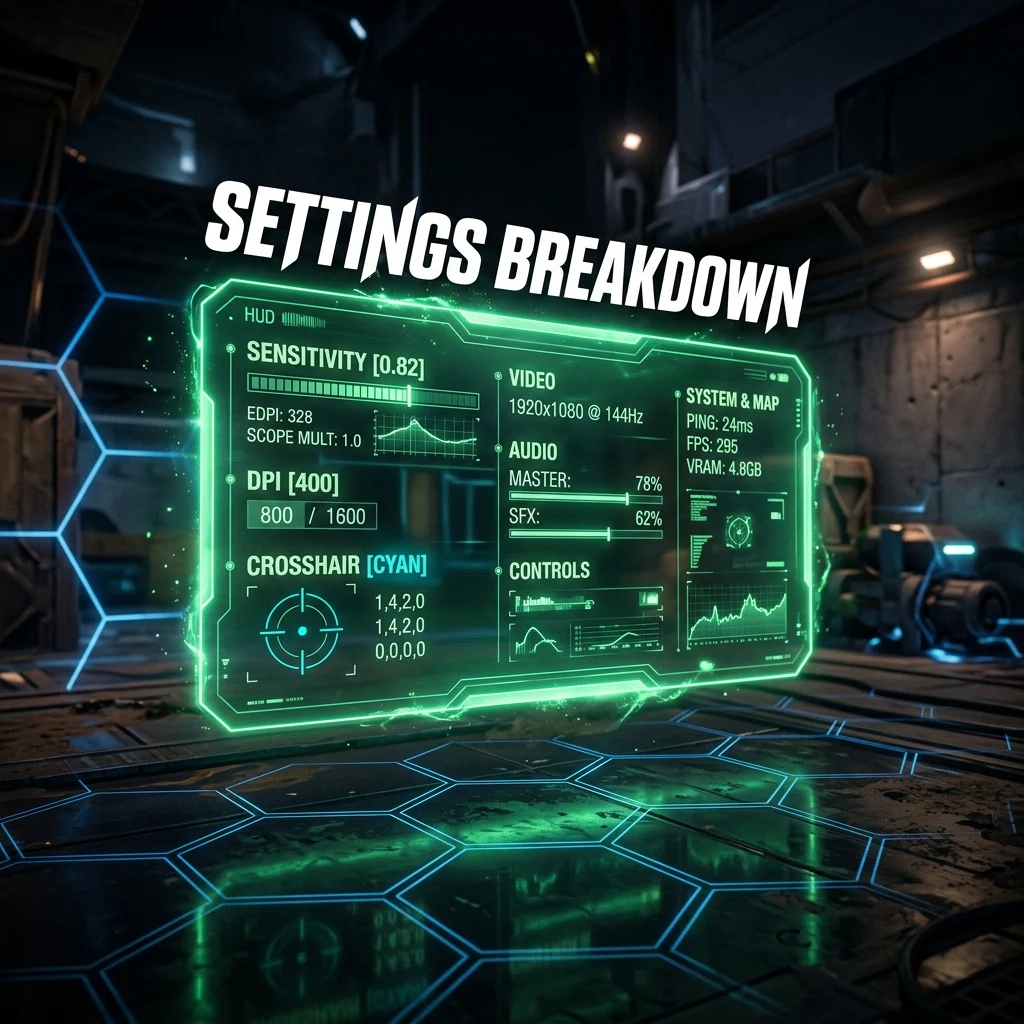 SETTINGS BREAKDOWN
HUD
SENSITIVITY [0.82]
EDPI: 328
SCOPE MULT: 1.0
DPI [400]
800 / 1600
CROSSHAIR [CYAN]
1,4,2,0
1,4,2,0
0,0,0,0
VIDEO
1920x1080 @ 144Hz
AUDIO
MASTER: 78%
SFX: 62%
CONTROLS
SYSTEM & MAP
PING: 24ms
FPS: 295
VRAM: 4.8GB